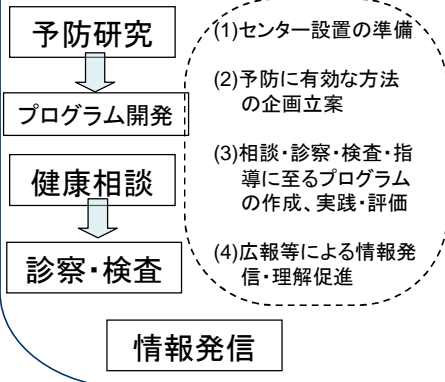 予防研究
プログラム開発
健康相談
診察・検査
情報発信
(1)センター設置の準備
(2)予防に有効な方法
の企画立案
(3)相談・診察・検査・指
導に至るプログラム
の作成、実践・評価
(4)広報等による情報発
信・理解促進